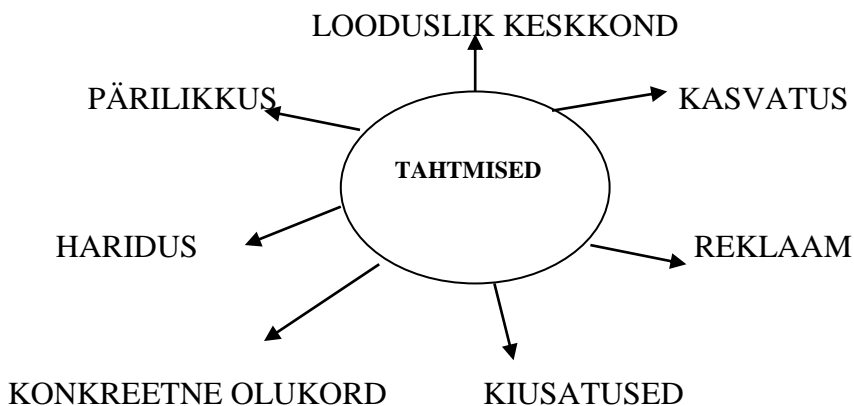 LOODUSLIK KESKKOND
PÄRILIKKUS
KASVATUS
TAHTMISED
HARIDUS
REKLAAM
KONKREETNE OLUKORD
KIUSATUSED